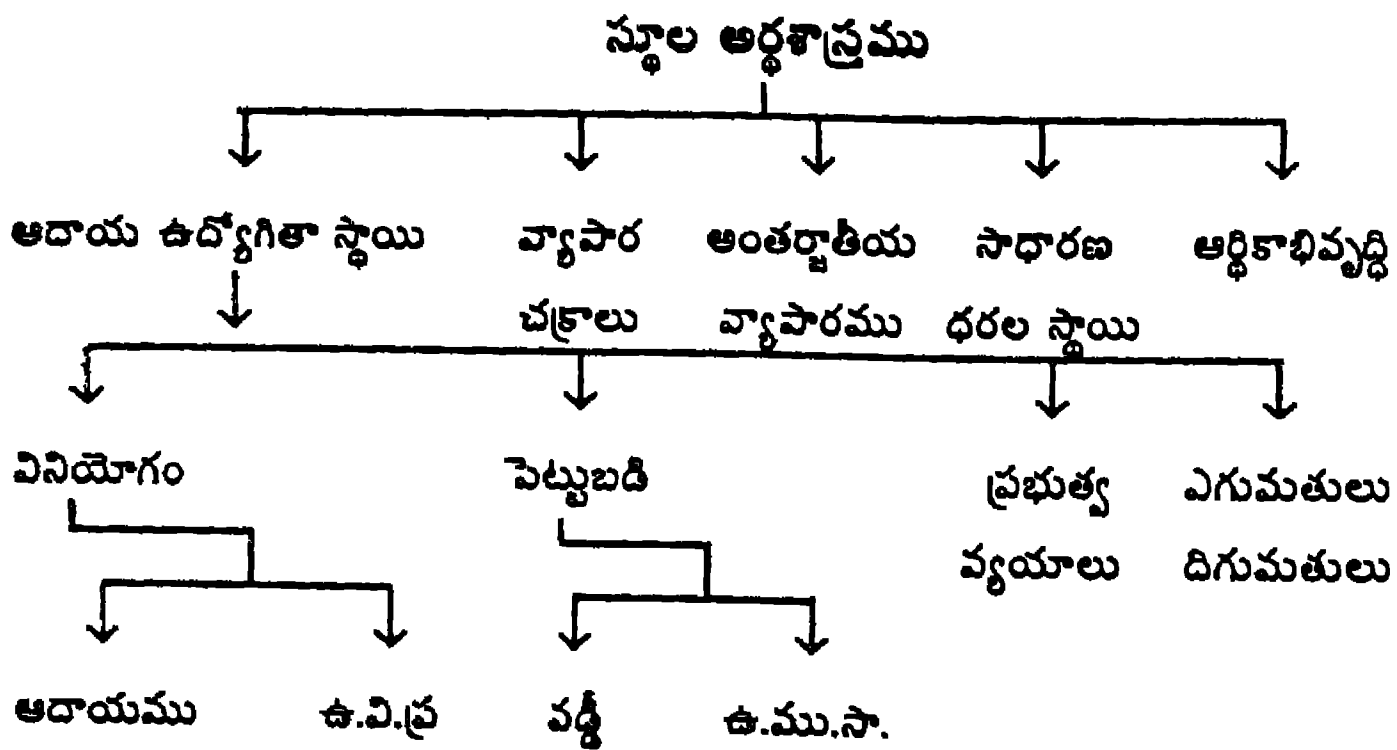 స్థూల అర్థశాస్త్రము
ఆదాయ ఉద్యోగితా స్థాయి వ్యాపార అంతర్జాతీయ సాధారణ ఆర్థికాభివృద్ధి
చక్రాలు వ్యాపారము ధరల స్థాయి
వినియోగం పెట్టుబడి ప్రభుత్వ ఎగుమతులు
వ్యయాలు దిగుమతులు
ఆదాయము ఉ.వి.ప్ర వడ్డీ ఉ.ము.సా.